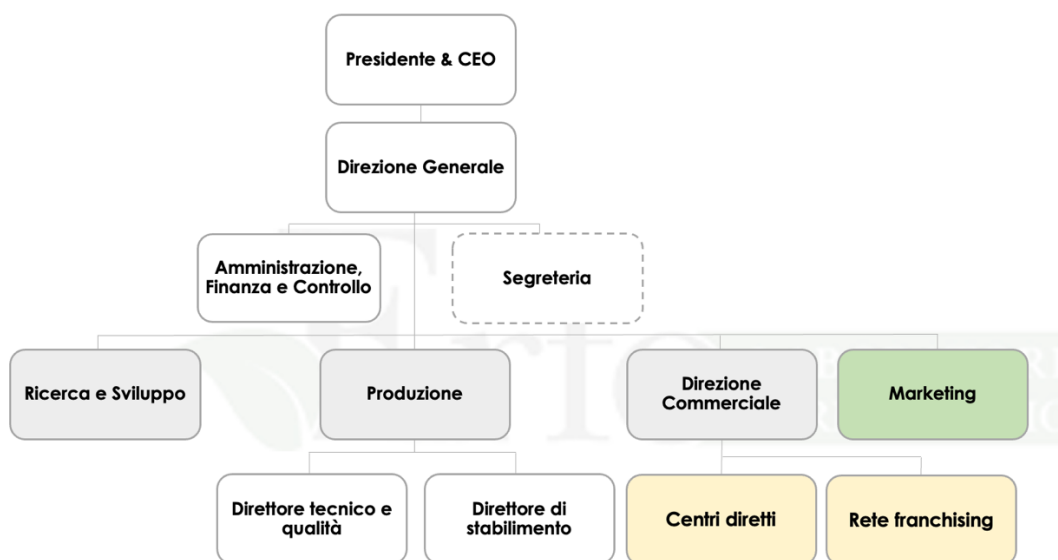 Presidente & CEO
Direzione Generale
Amministrazione,
Finanza e Controllo
Segreteria
Ricerca e Sviluppo
Produzione
Direzione
Commerciale
Marketing
Direttore tecnico e
qualità
Direttore di
stabilimento
Centri diretti
Rete franchising